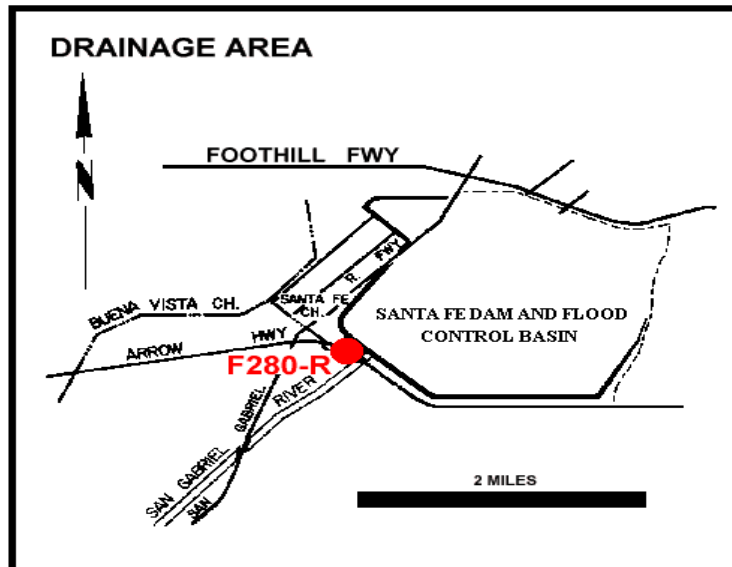 DRAINAGE AREA
N
FOOTHILL FWY
SANTA FE
CH.
R. FWY
BUENA VISTA CH.
SANTA FE DAM AND FLOOD
CONTROL BASIN
ARROW HWY
F280-R
SAN GABRIEL RIVER
SAN GABRIEL
2 MILES